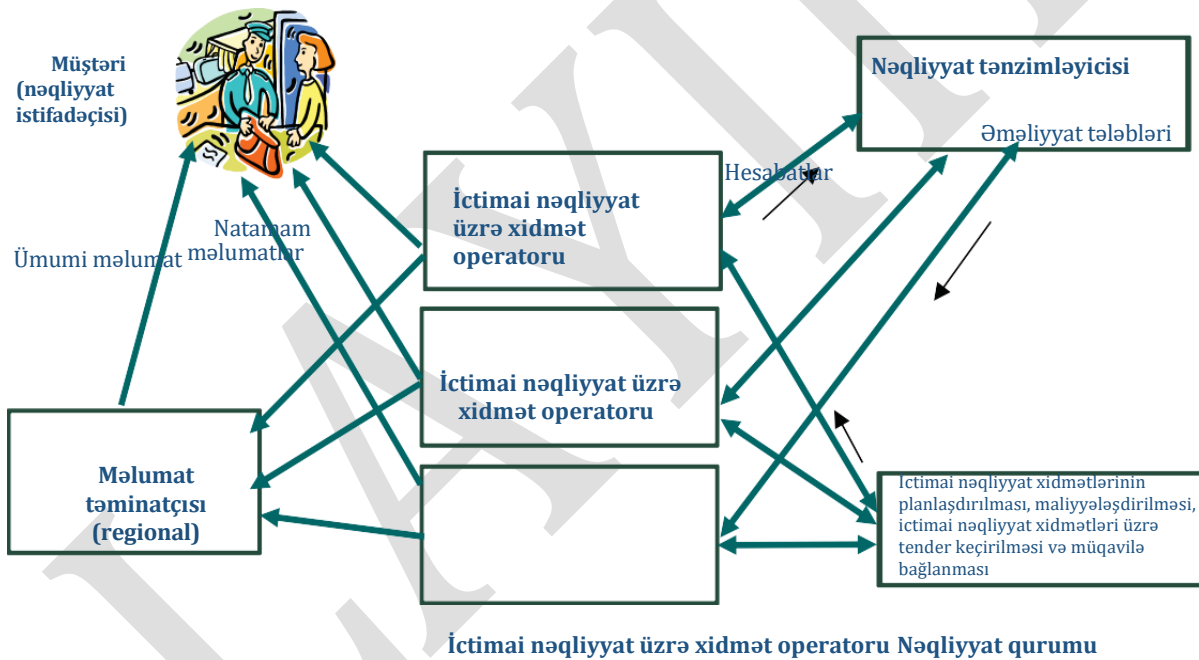 Müştəri
(nəqliyyat
istifadəçisi)
Nəqliyyat tənzimləyicisi
Əməliyyat tələbləri
Hesabatlar
İctimai nəqliyyat
üzrə xidmət
operatoru
Natamam
məlumatlar
Ümumi məlumat
İctimai nəqliyyat üzrə
xidmət operatoru
Məlumat
təminatçısı
(regional)
İctimai nəqliyyat xidmətlərinin
planlaşdırılması, maliyyələşdirilməsi,
ictimai nəqliyyat xidmətləri üzrə
tender keçirilməsi və müqavilə
bağlanması
İctimai nəqliyyat üzrə xidmət operatoru Nəqliyyat qurumu